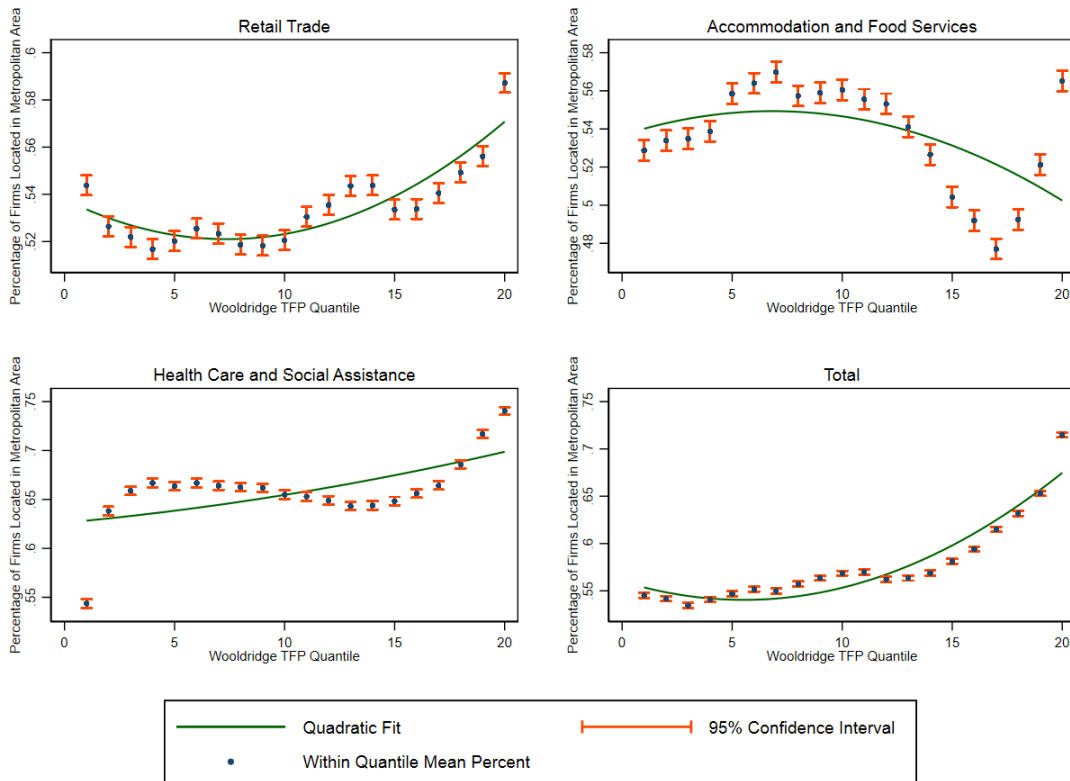 Retail Trade
Percentage of Firms Located in Metropolitan Area
.52 .54 .56 .58 .6
0 5 10 15 20
Wooldridge TFP Quantile
Accommodation and Food Services
Percentage of Firms Located in Metropolitan Area
.48 .5 .52 .54 .56 .58
0 5 10 15 20
Wooldridge TFP Quantile
Health Care and Social Assistance
Percentage of Firms Located in Metropolitan Area
.55 .6 .65 .7 .75
0 5 10 15 20
Wooldridge TFP Quantile
Total
Percentage of Firms Located in Metropolitan Area
.55 .6 .65 .7 .75
0 5 10 15 20
Wooldridge TFP Quantile
Quadratic Fit
95% Confidence Interval
Within Quantile Mean Percent